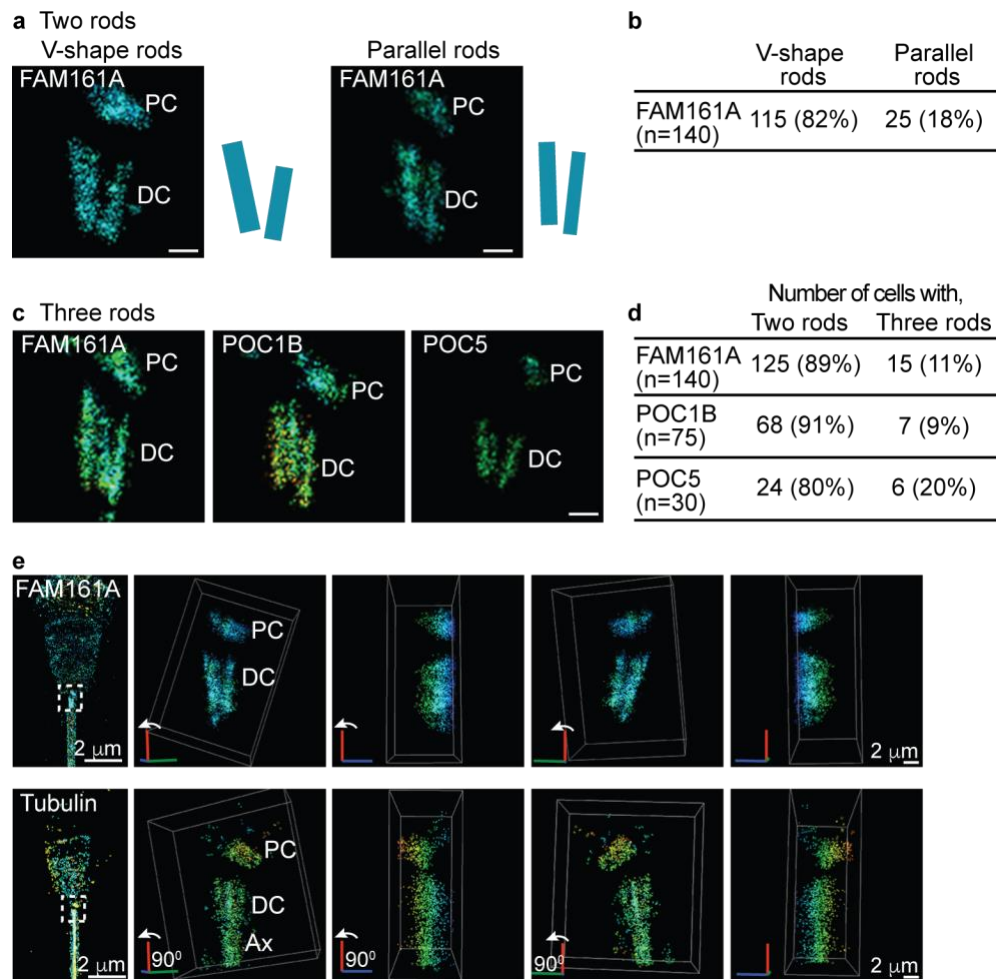 a Two rods
V-shape rods
Parallel rods
FAM161A
PC
DC
FAM161A
PC
DC
b
V-shape rods
Parallel rods
FAM161A (n=140) 115 (82%) 25 (18%)
c Three rods
FAM161A
PC
DC
POC1B
PC
DC
POC5
PC
DC
d
Number of cells with,
Two rods Three rods
FAM161A (n=140) 125 (89%) 15 (11%)
POC1B (n=75) 68 (91%) 7 (9%)
POC5 (n=30) 24 (80%) 6 (20%)
e
FAM161A
2 μm
PC
DC
2 μm
Tubulin
2 μm
PC
DC
Ax
90⁰
90⁰
90⁰
2 μm